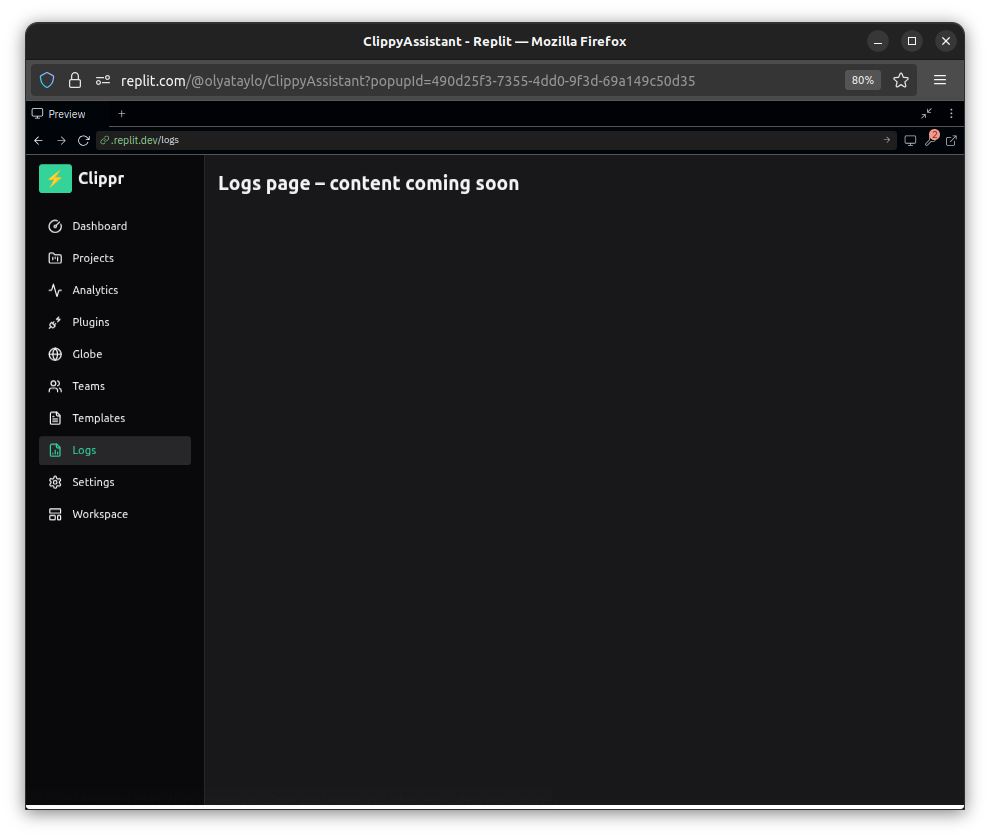 ClippyAssistant - Replit — Mozilla Firefox
replit.com/@olyataylo/ClippyAssistant?popupId=490d25f3-7355-4dd0-9f3d-69a149c50d35
80%
Preview
.replit.dev/logs
2
Clippr
Logs page – content coming soon
Dashboard
Projects
Analytics
Plugins
Globe
Teams
Templates
Logs
Settings
Workspace